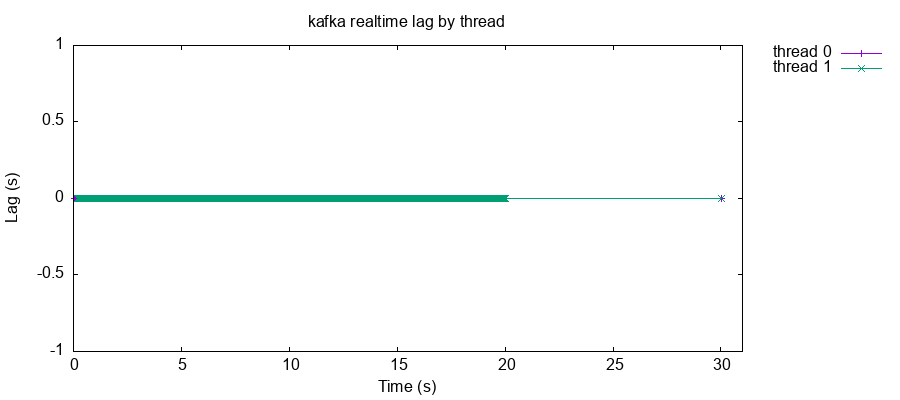 kafka realtime lag by thread
thread 0
thread 1
1
0.5
0
-0.5
-1
Lag (s)
0 5 10 15 20 25 30
Time (s)